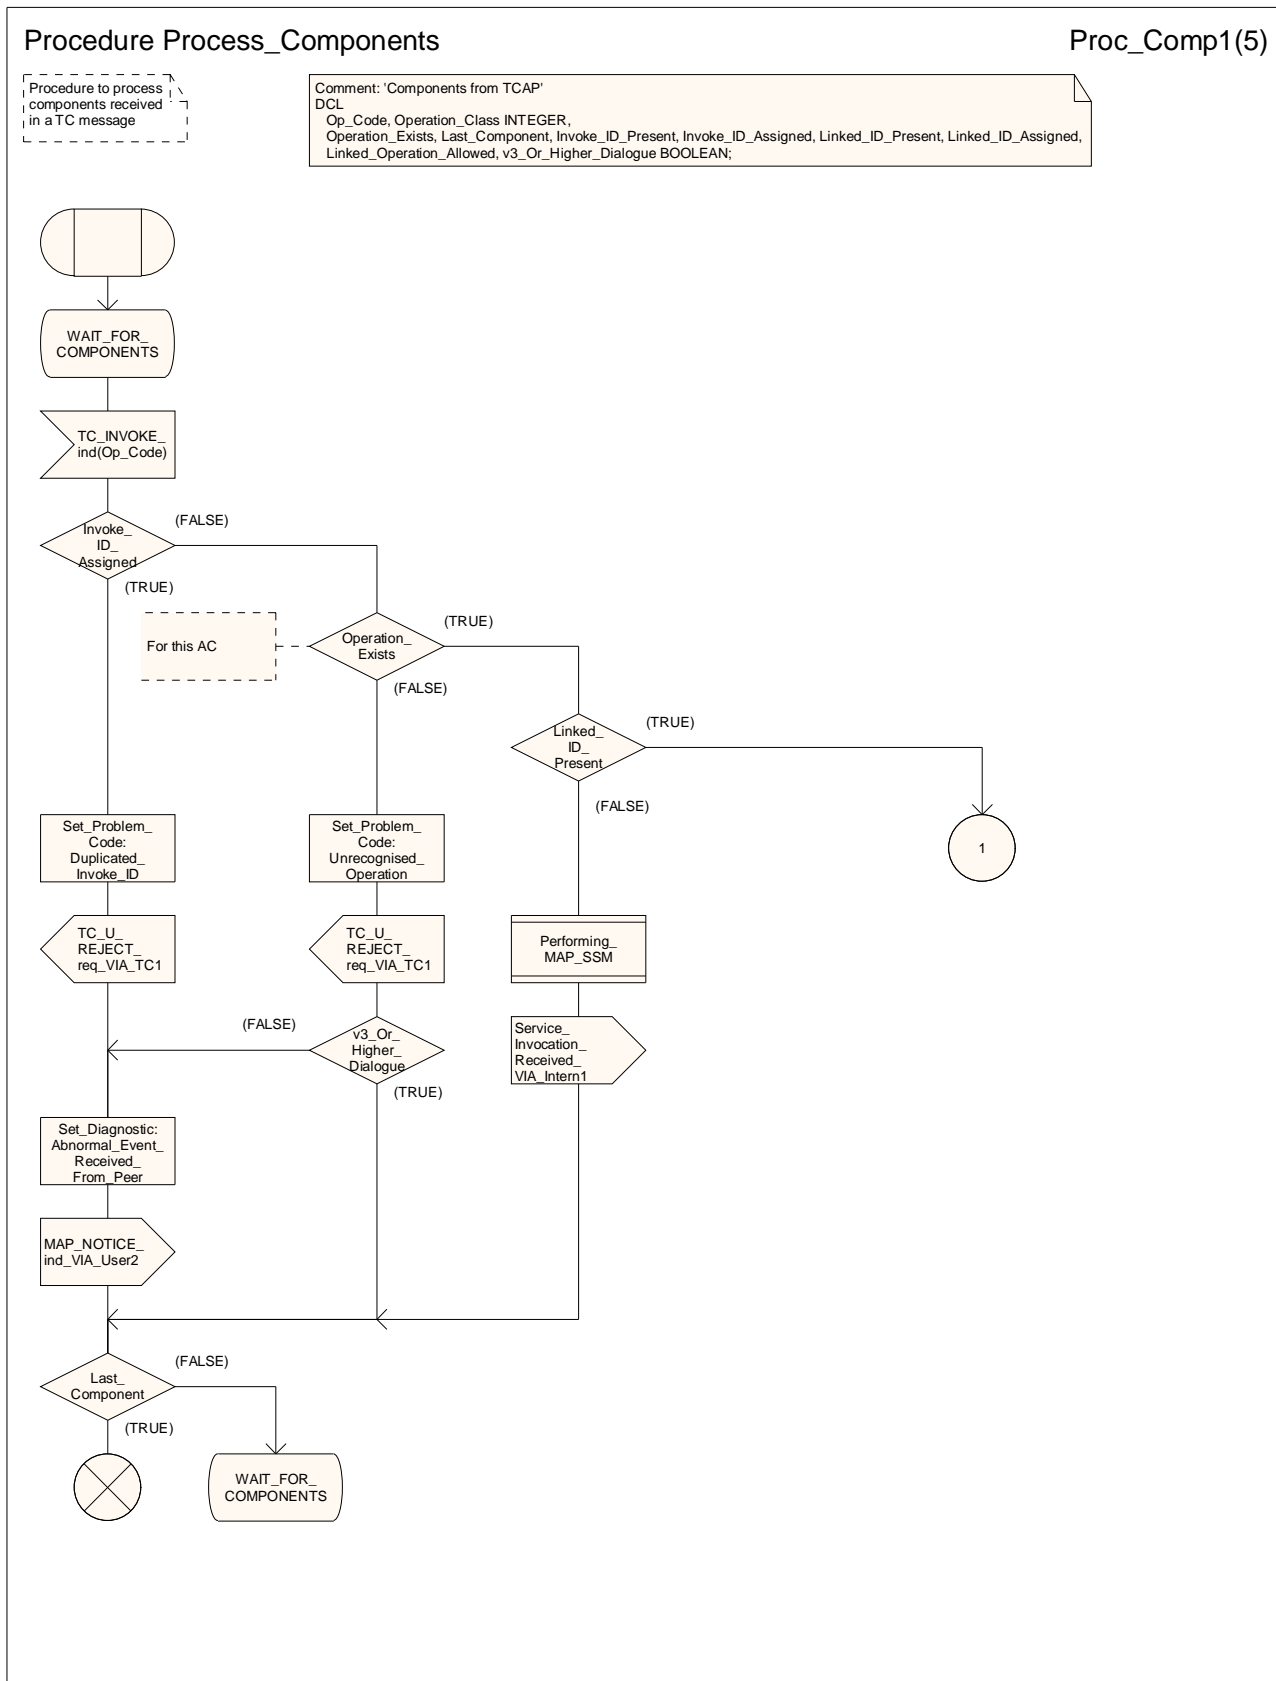 Procedure Process_Components
Proc_Comp1(5)
Procedure to process
components received
in a TC message
Comment: 'Components from TCAP'
DCL
Op_Code, Operation_Class INTEGER,
Operation_Exists, Last_Component, Invoke_ID_Present, Invoke_ID_Assigned, Linked_ID_Present, Linked_ID_Assigned,
Linked_Operation_Allowed, v3_Or_Higher_Dialogue BOOLEAN;
WAIT_FOR_
COMPONENTS
TC_INVOKE_
ind(Op_Code)
Invoke_
ID_
Assigned
(FALSE)
(TRUE)
For this AC
Operation_
Exists
(TRUE)
(FALSE)
Linked_
ID_
Present
(TRUE)
(FALSE)
Set_Problem_
Code:
Duplicated_
Invoke_ID
Set_Problem_
Code:
Unrecognised_
Operation
1
TC_U_
REJECT_
req_VIA_TC1
TC_U_
REJECT_
req_VIA_TC1
Performing_
MAP_SSM
(FALSE)
v3_Or_
Higher_
Dialogue
(TRUE)
Service_
Invocation_
Received_
VIA_Intern1
Set_Diagnostic:
Abnormal_Event_
Received_
From_Peer
MAP_NOTICE_
ind_VIA_User2
Last_
Component
(FALSE)
(TRUE)
WAIT_FOR_
COMPONENTS